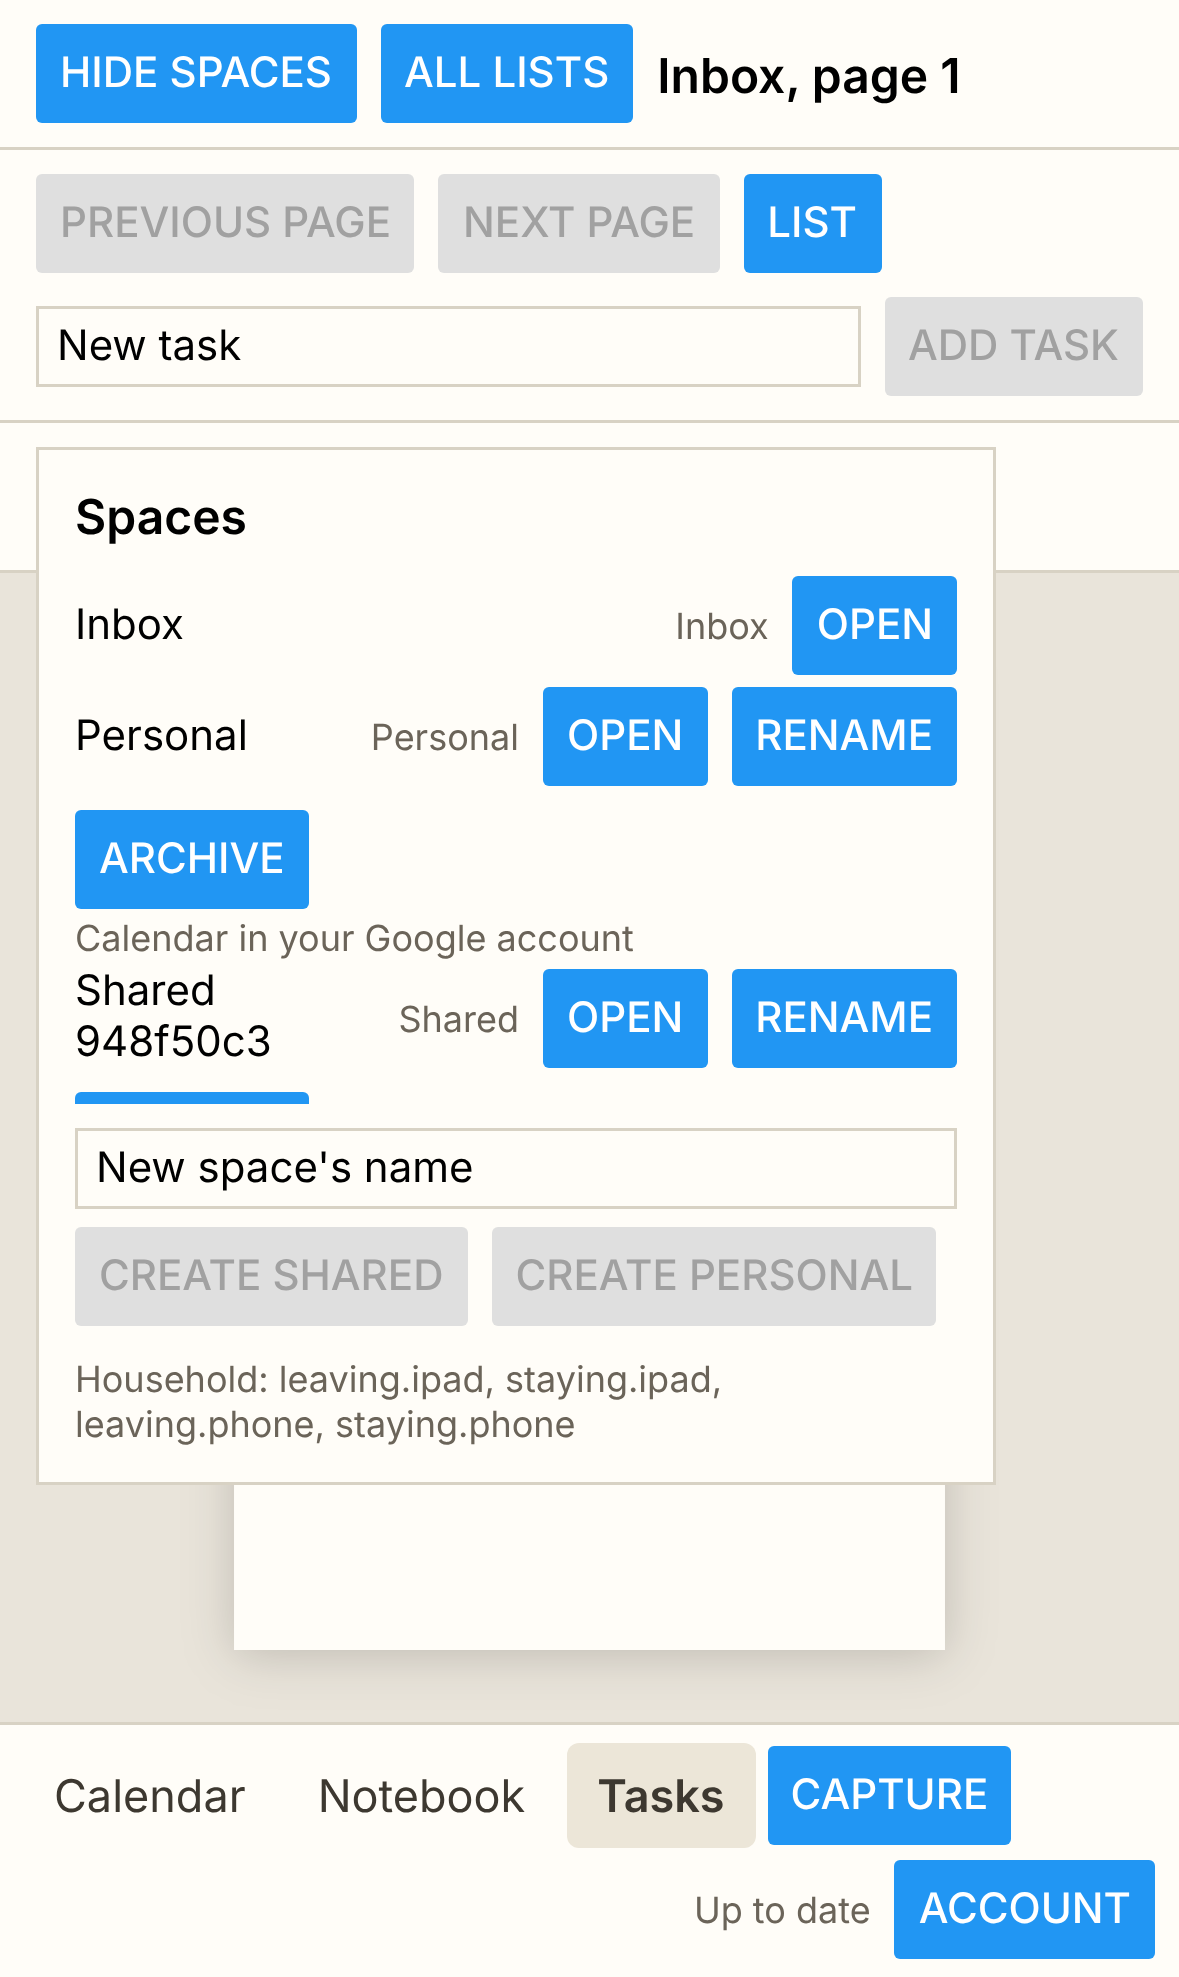 HIDE SPACES ALL LISTS Inbox, page 1
PREVIOUS PAGE NEXT PAGE LIST
New task ADD TASK
Spaces
Inbox Inbox OPEN
Personal Personal OPEN RENAME
ARCHIVE
Calendar in your Google account
Shared
948f50c3 Shared OPEN RENAME
New space's name
CREATE SHARED CREATE PERSONAL
Household: leaving.ipad, staying.ipad,
leaving.phone, staying.phone
Calendar Notebook Tasks CAPTURE
Up to date ACCOUNT